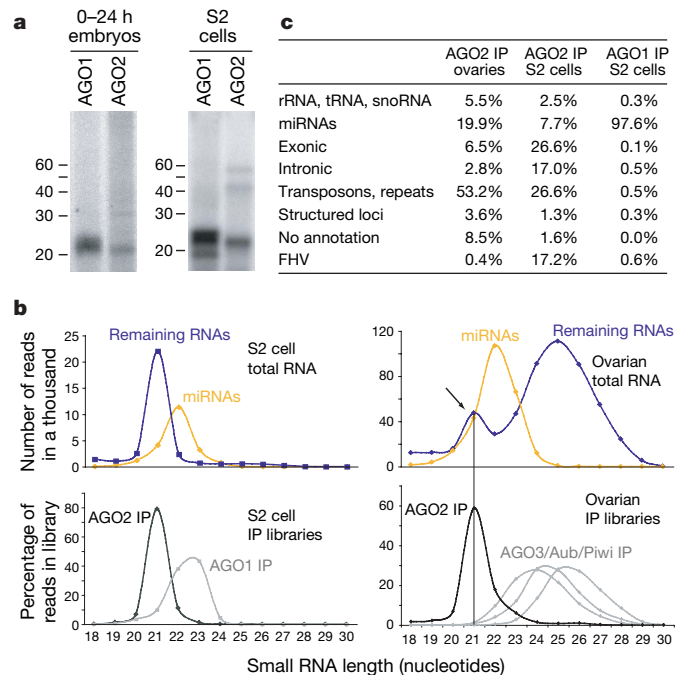 a
0–24 h
embryos
S2
cells
AGO1
AGO2
AGO1
AGO2
60
40
30
20
60
40
30
20
c
AGO2 IP
ovaries
AGO2 IP
S2 cells
AGO1 IP
S2 cells
rRNA, tRNA, snoRNA 5.5% 2.5% 0.3%
miRNAs 19.9% 7.7% 97.6%
Exonic 6.5% 26.6% 0.1%
Intronic 2.8% 17.0% 0.5%
Transposons, repeats 53.2% 26.6% 0.5%
Structured loci 3.6% 1.3% 0.3%
No annotation 8.5% 1.6% 0.0%
FHV 0.4% 17.2% 0.6%
b
Number of reads
in a thousand
25
20
15
10
5
0
Remaining RNAs
S2 cell
total RNA
miRNAs
120
80
40
0
miRNAs
Remaining RNAs
Ovarian
total RNA
Percentage of
reads in library
80
60
40
20
0
AGO2 IP
S2 cell
IP libraries
AGO1 IP
18 19 20 21 22 23 24 25 26 27 28 29 30
60
40
20
0
AGO2 IP
Ovarian
IP libraries
AGO3/Aub/Piwi IP
18 19 20 21 22 23 24 25 26 27 28 29 30
Small RNA length (nucleotides)